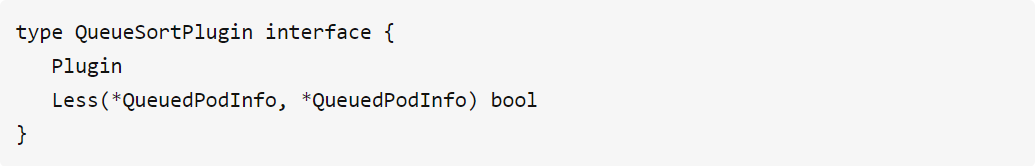 type QueueSortPlugin interface {
Plugin
Less(*QueuedPodInfo, *QueuedPodInfo) bool
}